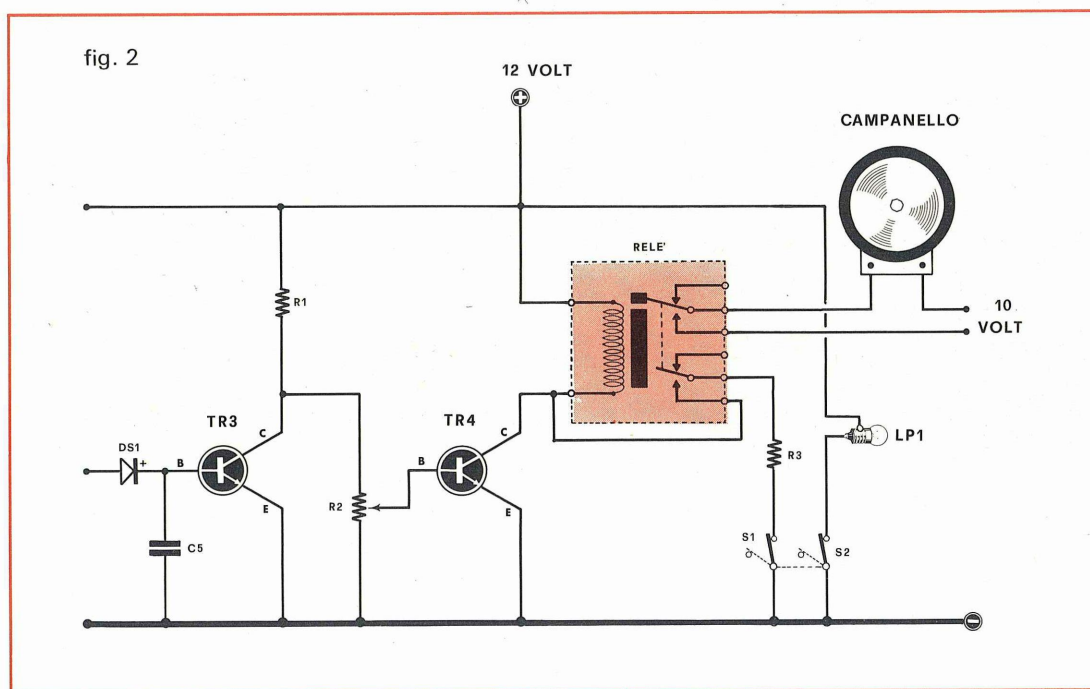 fig. 2
12 VOLT
+
CAMPANELLO
RELE'
R1
10
VOLT
TR3
TR4
C
C
DS1
+
B
B
LP1
R3
R2
E
E
C5
S1
S2
-